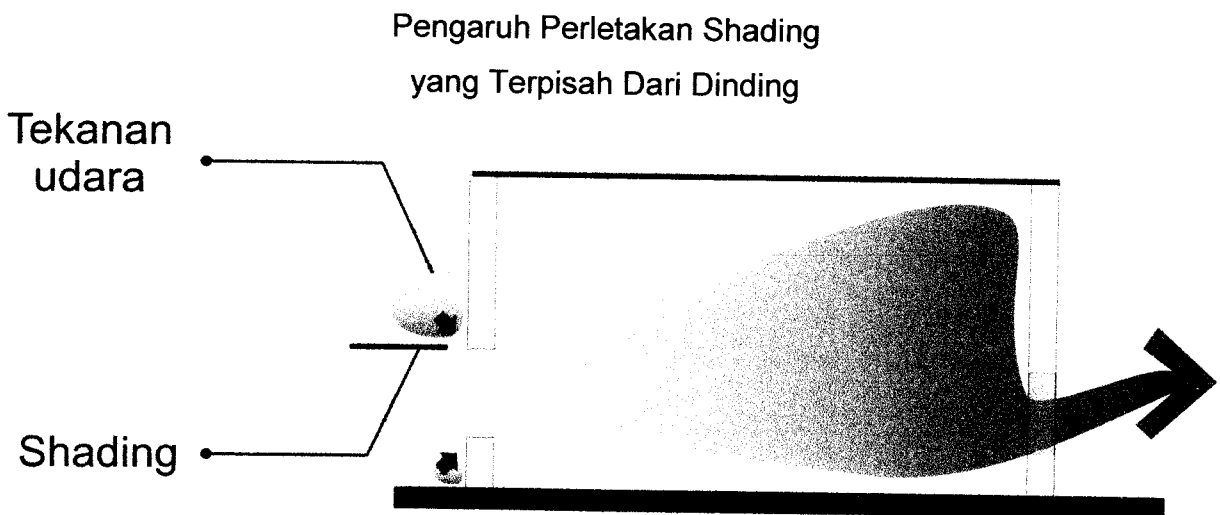 Pengaruh Perletakan Shading
yang Terpisah Dari Dinding
Tekanan
udara
Shading